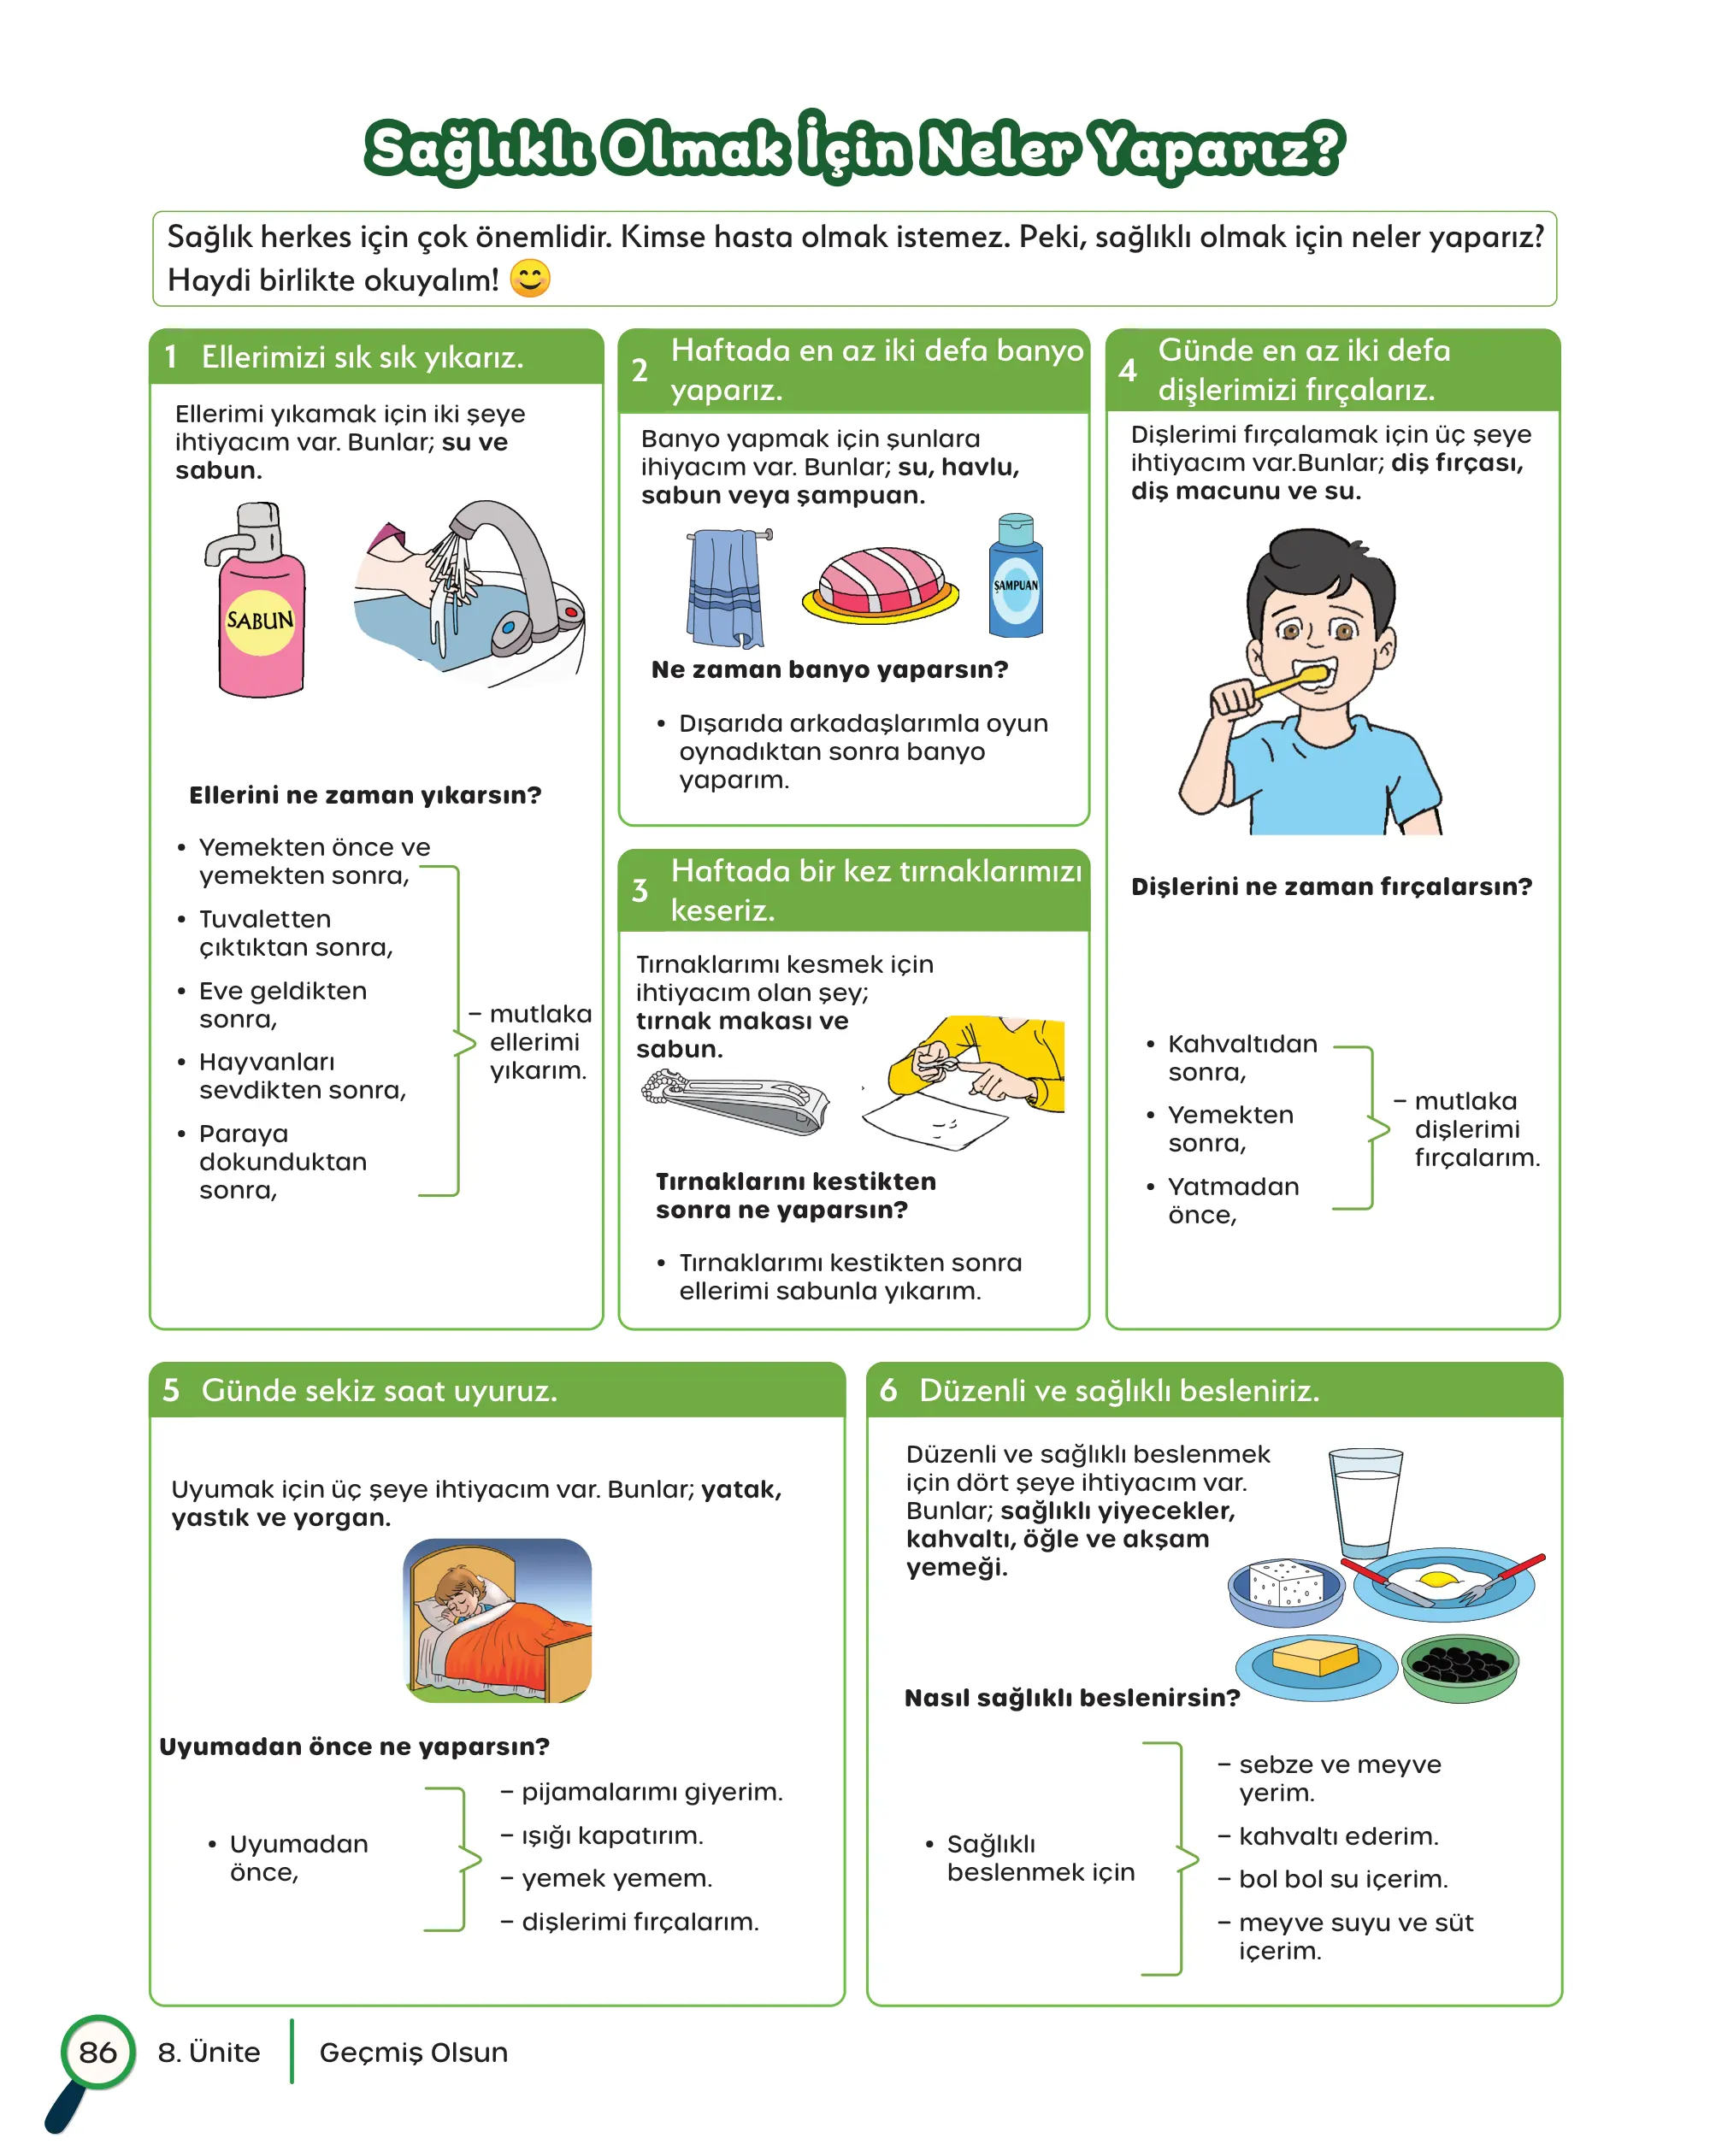 Sağlıklı Olmak İçin Neler Yaparız?
Sağlık herkes için çok önemlidir. Kimse hasta olmak istemez. Peki, sağlıklı olmak için neler yaparız?
Haydi birlikte okuyalım!
1 Ellerimizi sık sık yıkarız.
Ellerimi yıkamak için iki şeye
ihtiyacım var. Bunlar; su ve
sabun.
SABUN
Ellerini ne zaman yıkarsın?
• Yemekten önce ve
yemekten sonra,
• Tuvaletten
çıktıktan sonra,
• Eve geldikten
sonra,
• Hayvanları
sevdikten sonra,
• Paraya
dokunduktan
sonra,
– mutlaka
ellerimi
yıkarım.
2 Haftada en az iki defa banyo
yaparız.
Banyo yapmak için şunlara
ihiyacım var. Bunlar; su, havlu,
sabun veya şampuan.
ŞAMPUAN
Ne zaman banyo yaparsın?
• Dışarıda arkadaşlarımla oyun
oynadıktan sonra banyo
yaparım.
3 Haftada bir kez tırnaklarımızı
keseriz.
Tırnaklarımı kesmek için
ihtiyacım olan şey;
tırnak makası ve
sabun.
Tırnaklarını kestikten
sonra ne yaparsın?
• Tırnaklarımı kestikten sonra
ellerimi sabunla yıkarım.
4 Günde en az iki defa
dişlerimizi fırçalarız.
Dişlerimi fırçalamak için üç şeye
ihtiyacım var.Bunlar; diş fırçası,
diş macunu ve su.
Dişlerini ne zaman fırçalarsın?
• Kahvaltıdan
sonra,
• Yemekten
sonra,
• Yatmadan
önce,
– mutlaka
dişlerimi
fırçalarım.
5 Günde sekiz saat uyuruz.
Uyumak için üç şeye ihtiyacım var. Bunlar; yatak,
yastık ve yorgan.
Uyumadan önce ne yaparsın?
• Uyumadan
önce,
– pijamalarımı giyerim.
– ışığı kapatırım.
– yemek yemem.
– dişlerimi fırçalarım.
6 Düzenli ve sağlıklı besleniriz.
Düzenli ve sağlıklı beslenmek
için dört şeye ihtiyacım var.
Bunlar; sağlıklı yiyecekler,
kahvaltı, öğle ve akşam
yemeği.
Nasıl sağlıklı beslenirsin?
• Sağlıklı
beslenmek için
– sebze ve meyve
yerim.
– kahvaltı ederim.
– bol bol su içerim.
– meyve suyu ve süt
içerim.
86 8. Ünite Geçmiş Olsun